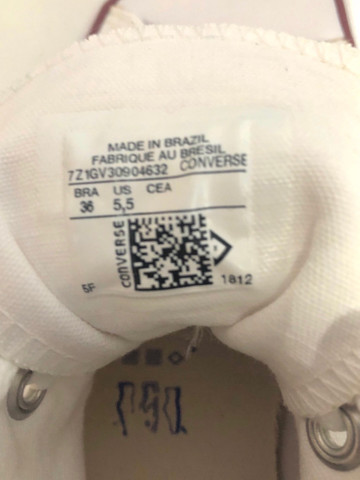 MADE IN BRAZIL
FABRIQUE AU BRESIL
7Z1GV30904632 CONVERSE
BRA US CEA
36 5,5
CONVERSE
5F 1812